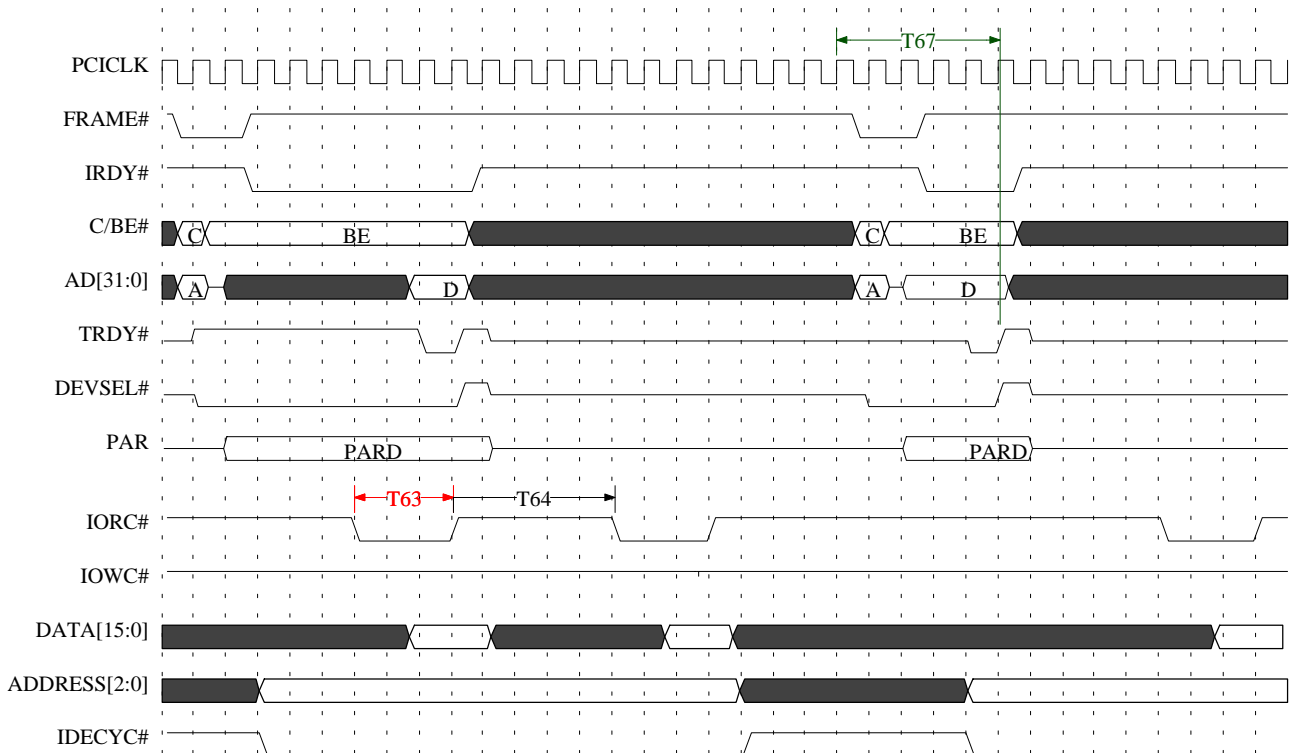 T67
PCICLK
FRAME#
IRDY#
C/BE# C BE C BE
AD[31:0] A D A D
TRDY#
DEVSEL#
PAR PARD PARD
T63 T64
IORC#
IOWC#
DATA[15:0]
ADDRESS[2:0]
IDECYC#